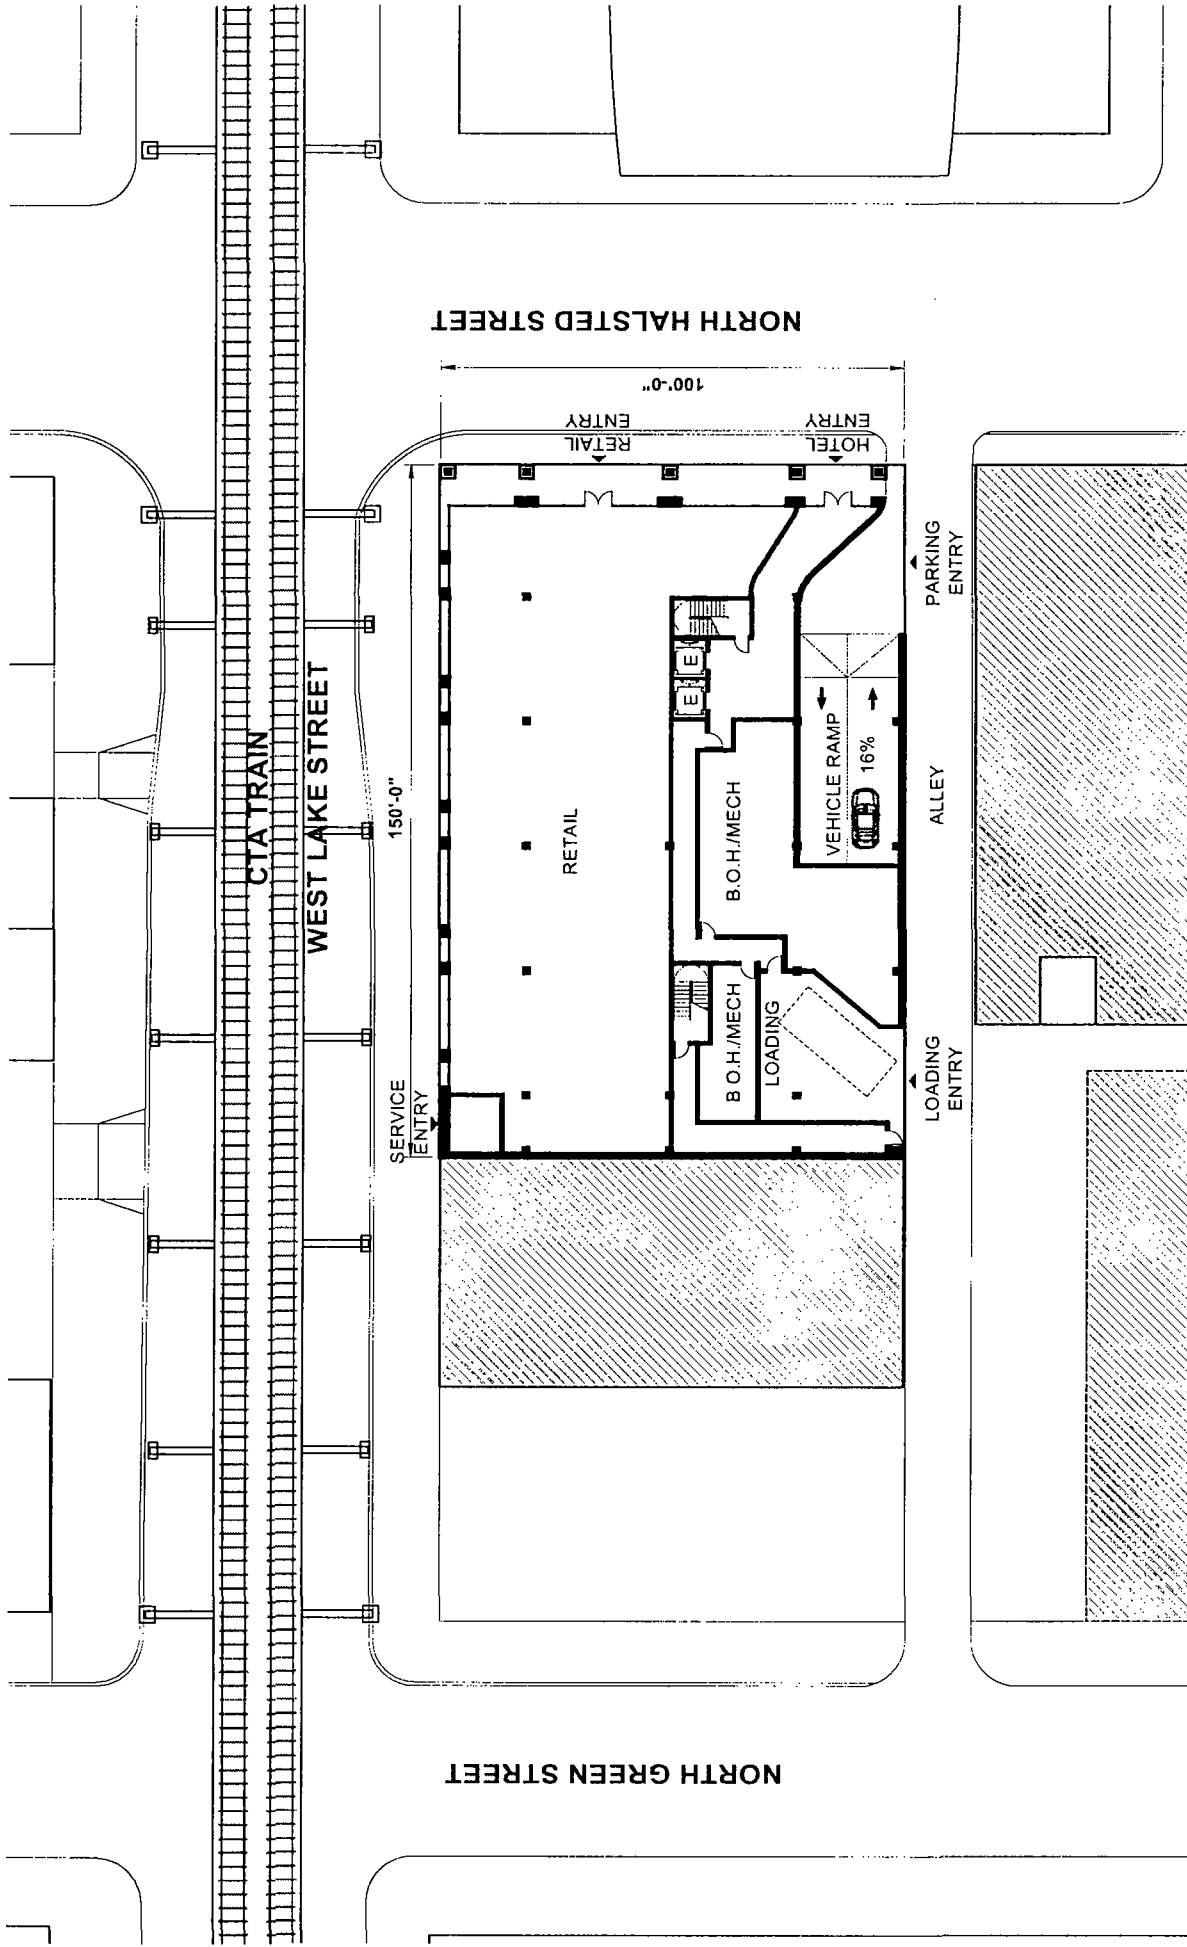 CTA TRAIN
WEST LAKE STREET
NORTH HALSTED STREET
100'-0"
RETAIL
ENTRY
HOTEL
ENTRY
150'-0"
SERVICE
ENTRY
RETAIL
E
E
B.O.H./MECH
B O.H./MECH
LOADING
VEHICLE RAMP
16%
PARKING
ENTRY
ALLEY
LOADING
ENTRY
NORTH GREEN STREET